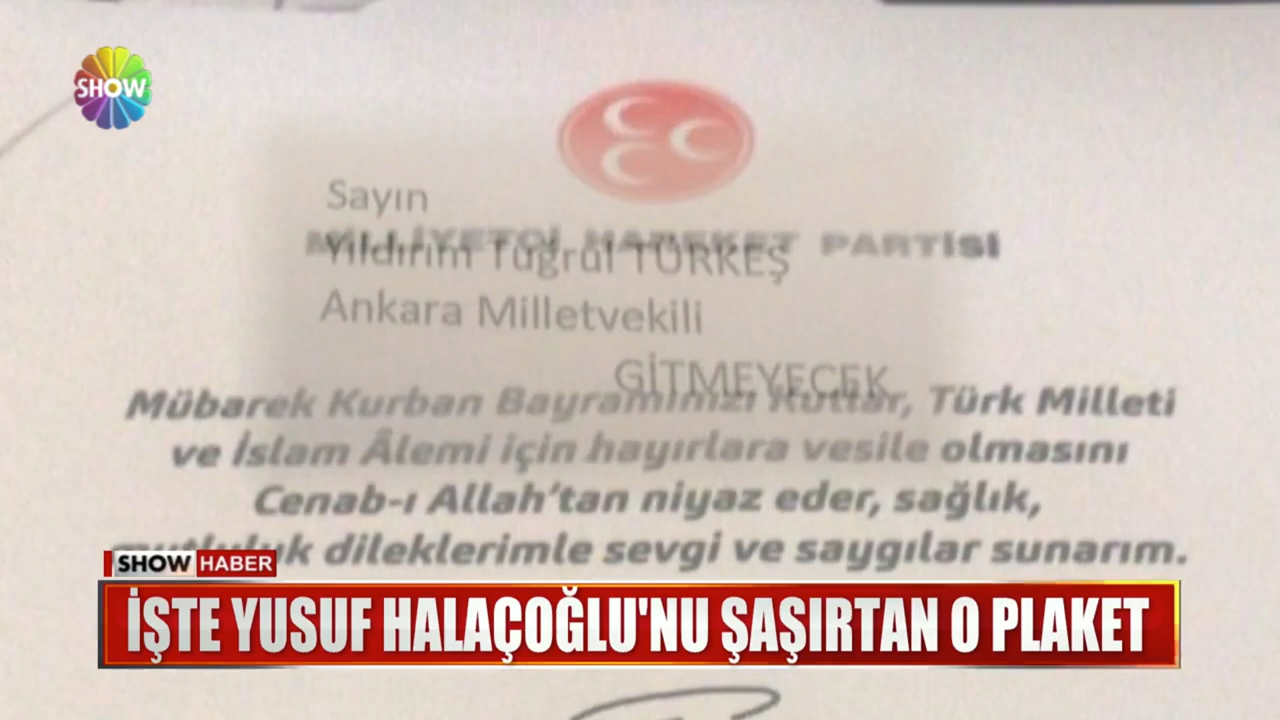 SHOW
Sayın
MİLLİYETÇİ HAREKET PARTİSİ
Yıldırım Tuğrul TÜRKEŞ
Ankara Milletvekili
GİTMEYECEK
Mübarek Kurban Bayramınızı Kutlar, Türk Milleti
ve İslam Âlemi için hayırlara vesile olmasını
Cenab-ı Allah'tan niyaz eder, sağlık,
mutluluk dileklerimle sevgi ve saygılar sunarım.
SHOW HABER
İŞTE YUSUF HALAÇOĞLU'NU ŞAŞIRTAN O PLAKET